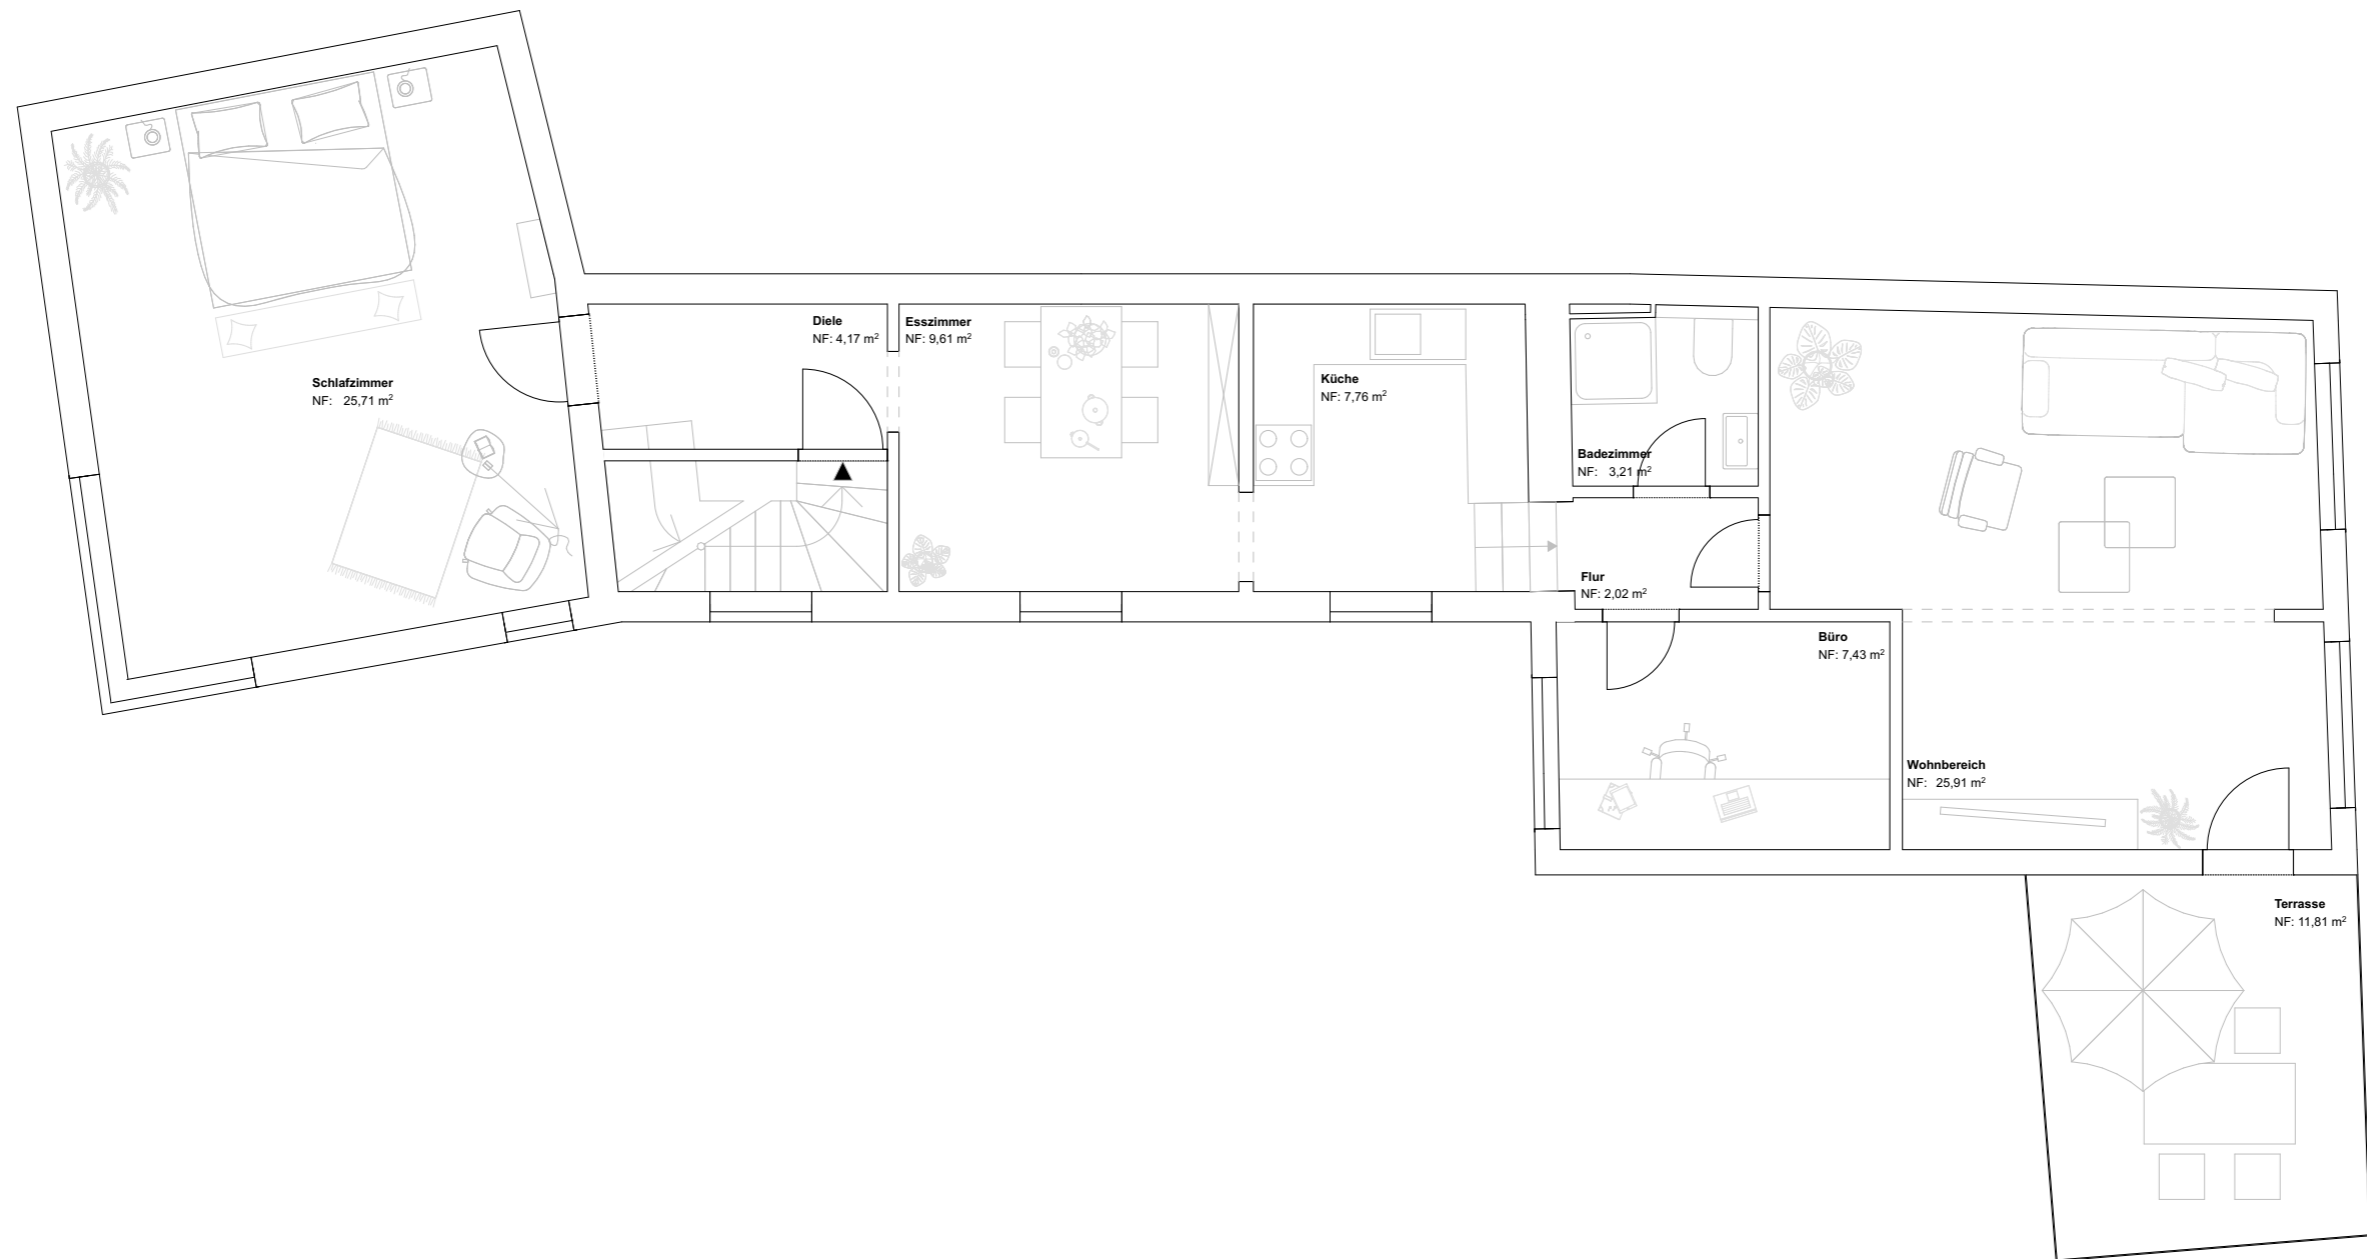 Diele
NF: 4,17 m²
Esszimmer
NF: 9,61 m²
Schlafzimmer
NF: 25,71 m²
Küche
NF: 7,76 m²
Badezimmer
NF: 3,21 m²
Flur
NF: 2,02 m²
Büro
NF: 7,43 m²
Wohnbereich
NF: 25,91 m²
Terrasse
NF: 11,81 m²